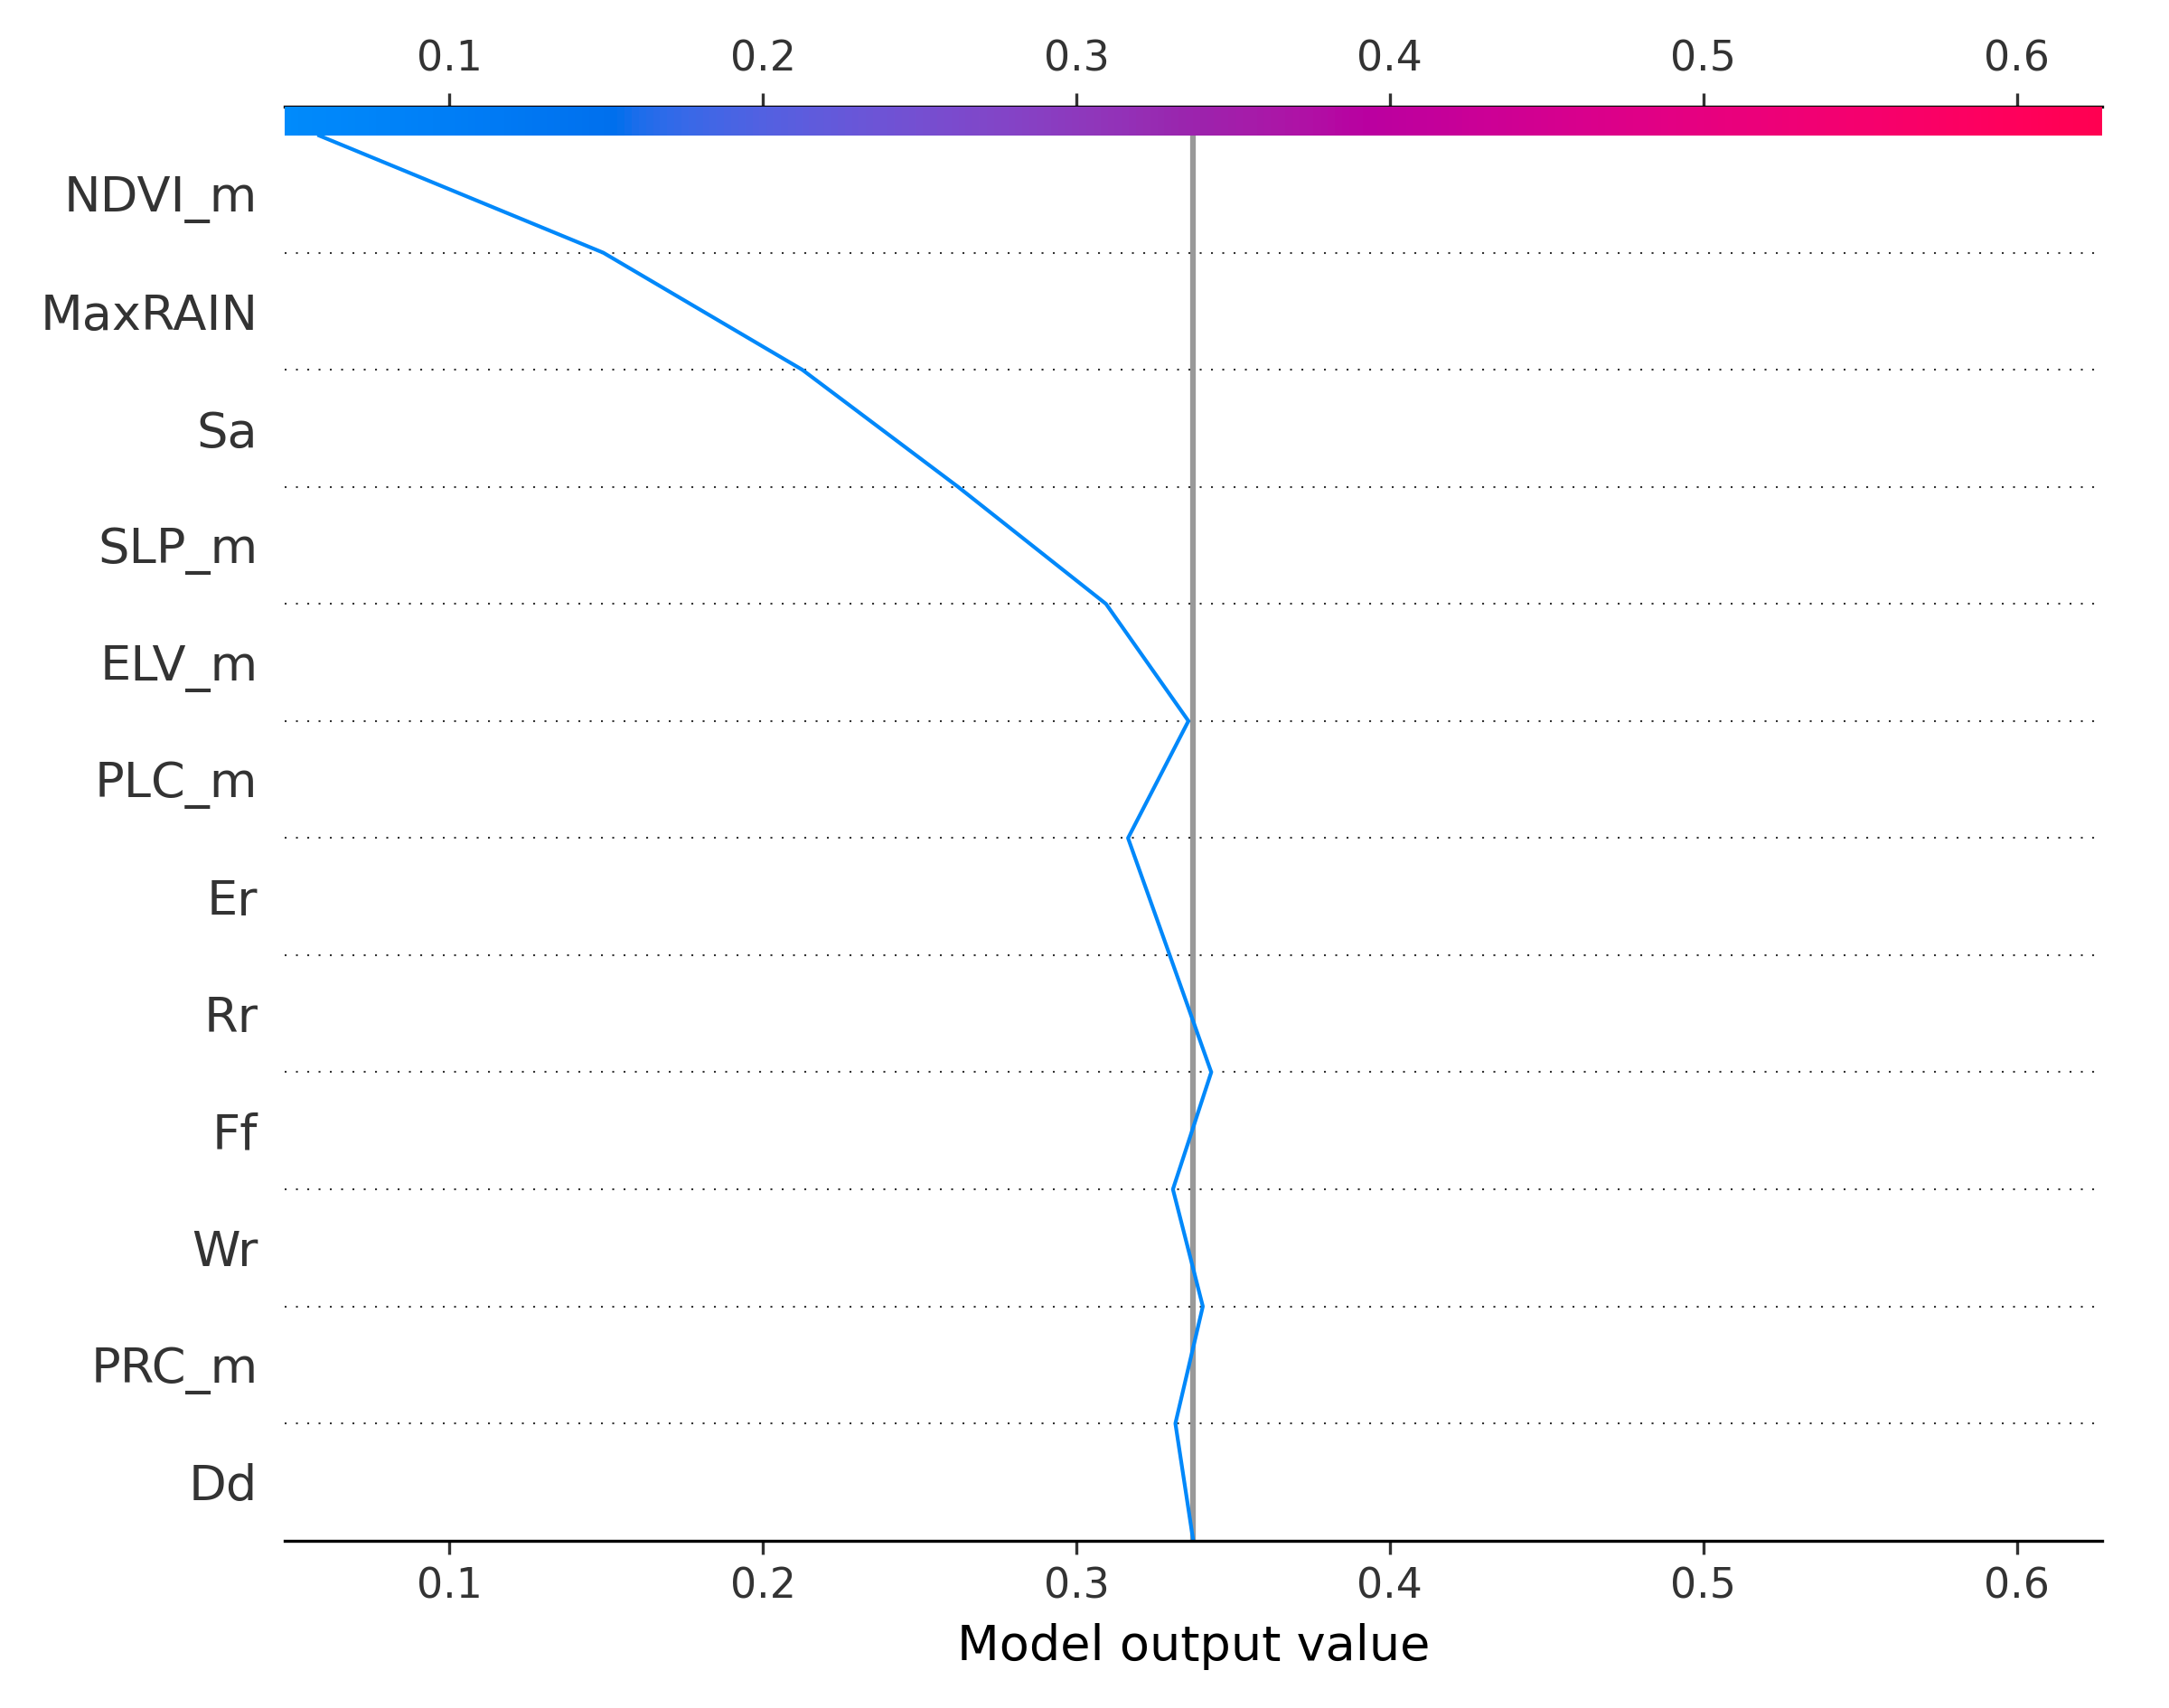 0.1 0.2 0.3 0.4 0.5 0.6
NDVI_m
MaxRAIN
Sa
SLP_m
ELV_m
PLC_m
Er
Rr
Ff
Wr
PRC_m
Dd
0.1 0.2 0.3 0.4 0.5 0.6
Model output value